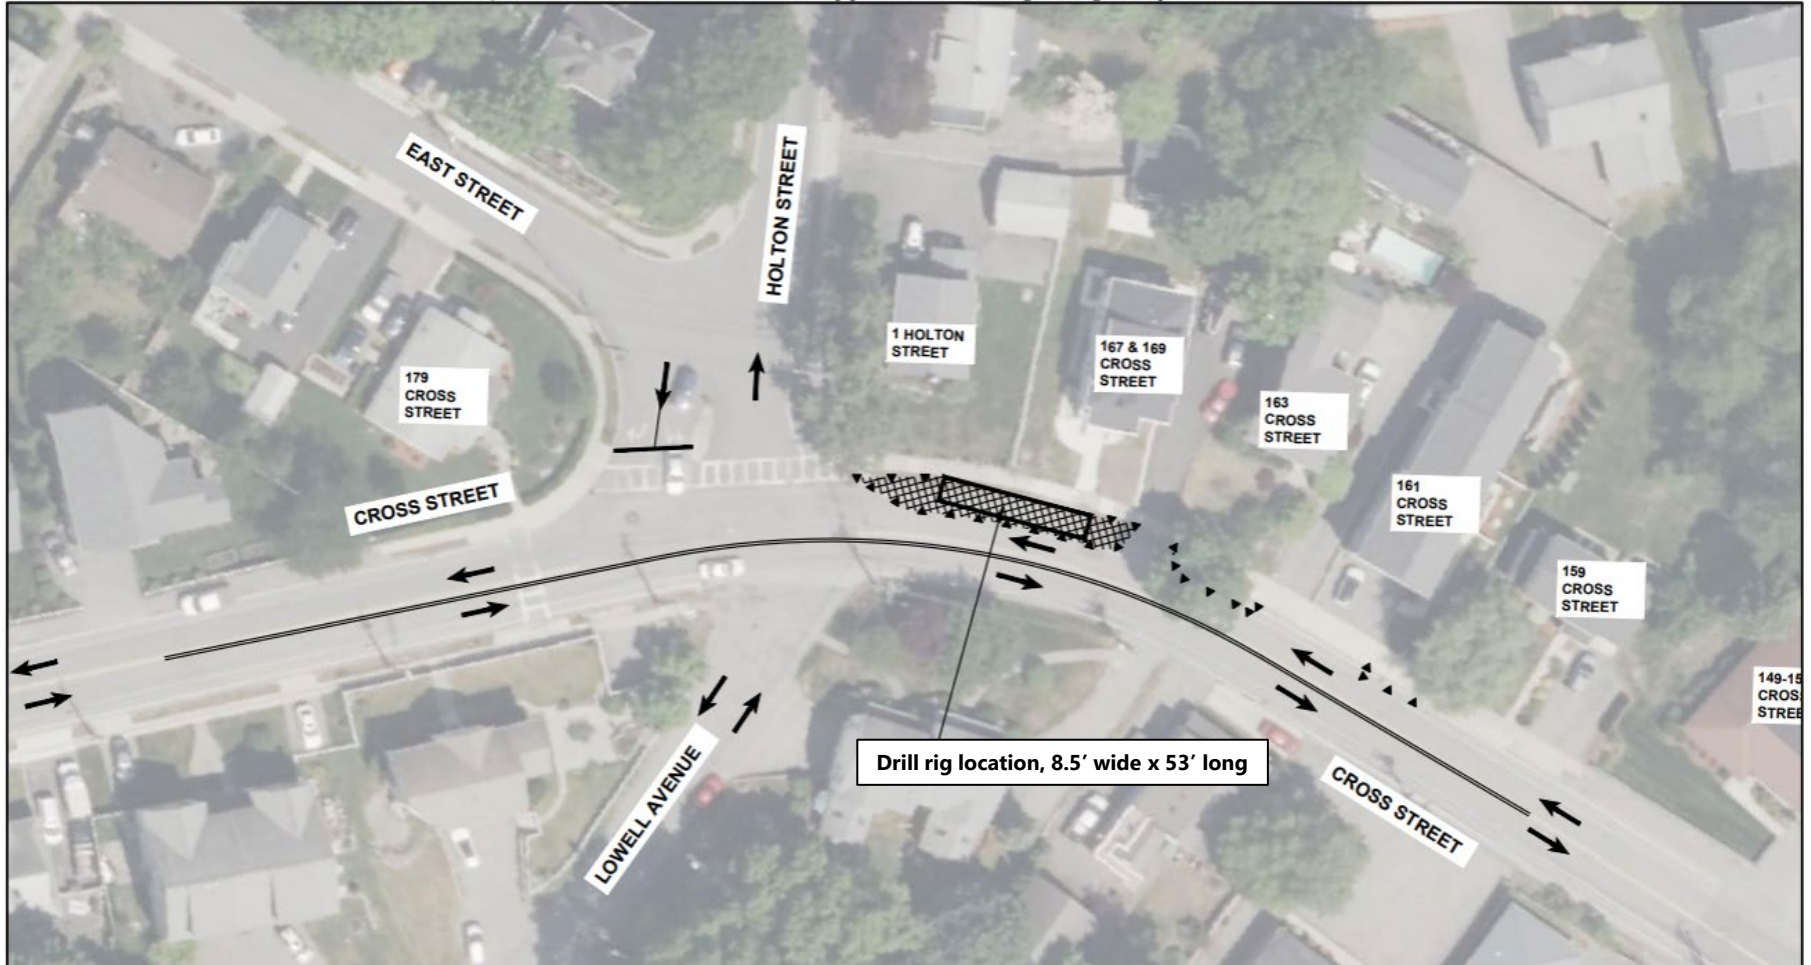 EAST STREET
HOLTON STREET
1 HOLTON
STREET
167 & 169
CROSS
STREET
179
CROSS
STREET
163
CROSS
STREET
CROSS STREET
161
CROSS
STREET
159
CROSS
STREET
LOWELL AVENUE
Drill rig location, 8.5’ wide x 53’ long
CROSS STREET